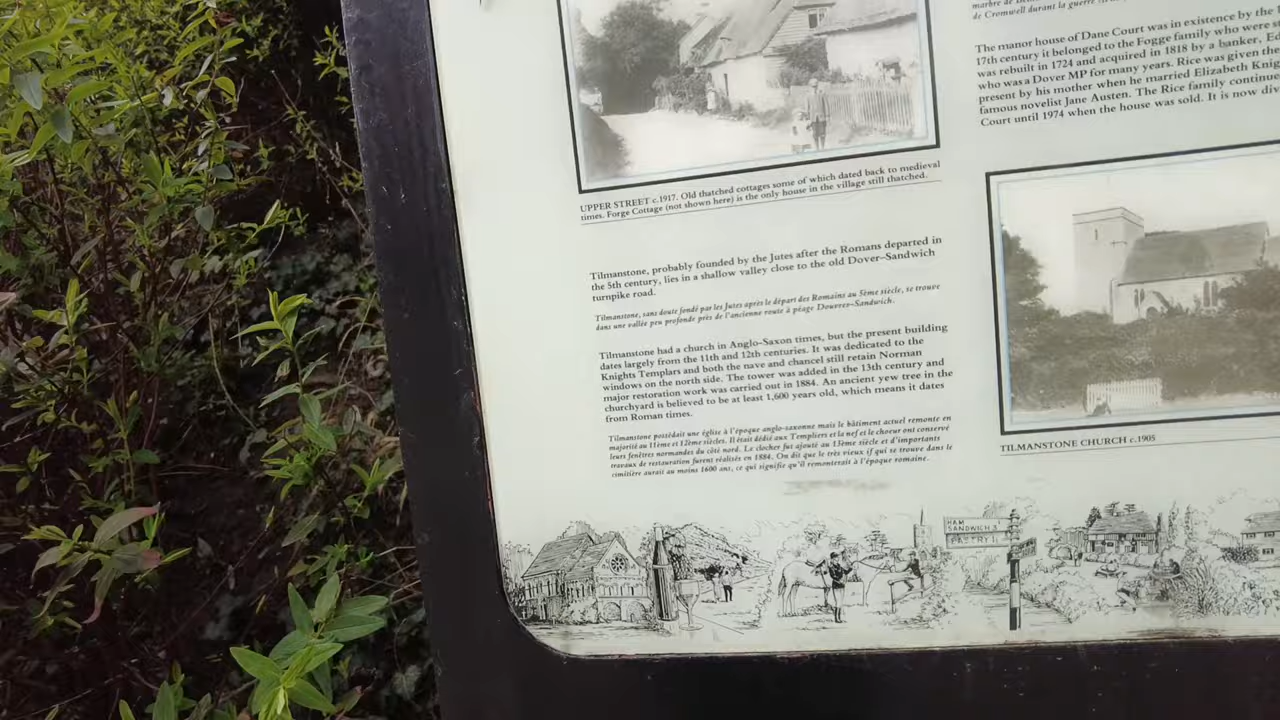 de Cromwell durant la guerre
The manor house of Dane Court was in existence by the
17th century it belonged to the Fogge family who were
was rebuilt in 1724 and acquired in 1818 by a banker,
who was a Dover MP for many years. Rice was given the
present by his mother when he married Elizabeth
famous novelist Jane Austen. The Rice family
Court until 1974 when the house was sold. It is now
UPPER STREET c.1917. Old thatched cottages some of which dated back to medieval
times. Forge Cottage (not shown here) is the only house in the village still thatched.
Tilmanstone, probably founded by the Jutes after the Romans departed in
the 5th century, lies in a shallow valley close to the old Dover–Sandwich
turnpike road.
Tilmanstone, sans doute fondé par les Jutes après le départ des Romains au 5ème siècle, se trouve
dans une vallée peu profonde près de l'ancienne route à péage Douvres–Sandwich.
Tilmanstone had a church in Anglo-Saxon times, but the present building
dates largely from the 11th and 12th centuries. It was dedicated to the
Knights Templars and both the nave and chancel still retain Norman
windows on the north side. The tower was added in the 13th century and
major restoration work was carried out in 1884. An ancient yew tree in the
churchyard is believed to be at least 1,600 years old, which means it dates
from Roman times.
Tilmanstone possédait une église à l'époque anglo-saxonne mais le bâtiment actuel remonte en
majorité au 11ème et 12ème siècles. Il était dédié aux Templiers et la nef et le choeur ont conservé
leurs fenêtres normandes du côté nord. Le clocher fut ajouté au 13ème siècle et d'importants
travaux de restauration furent réalisés en 1884. On dit que le très vieux if qui se trouve dans le
cimitière aurait au moins 1600 ans, ce qui signifie qu'il remonterait à l'époque romaine.
TILMANSTONE CHURCH c.1905
HAM
SANDWICH 3